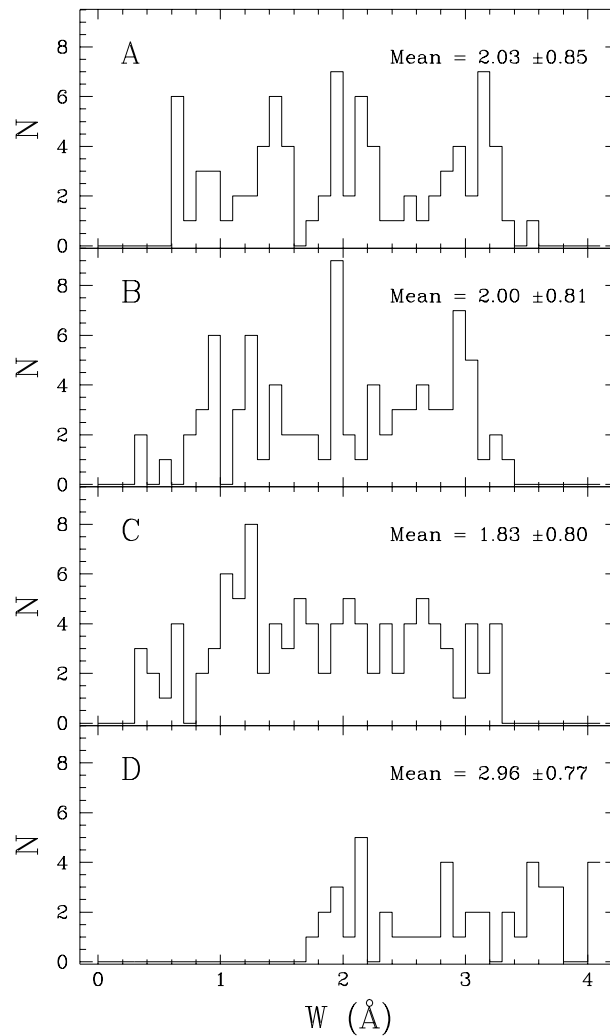 A
Mean = 2.03 ±0.85
N
8
6
4
2
0
B
Mean = 2.00 ±0.81
N
8
6
4
2
0
C
Mean = 1.83 ±0.80
N
8
6
4
2
0
D
Mean = 2.96 ±0.77
N
8
6
4
2
0
0 1 2 3 4
W (Å)